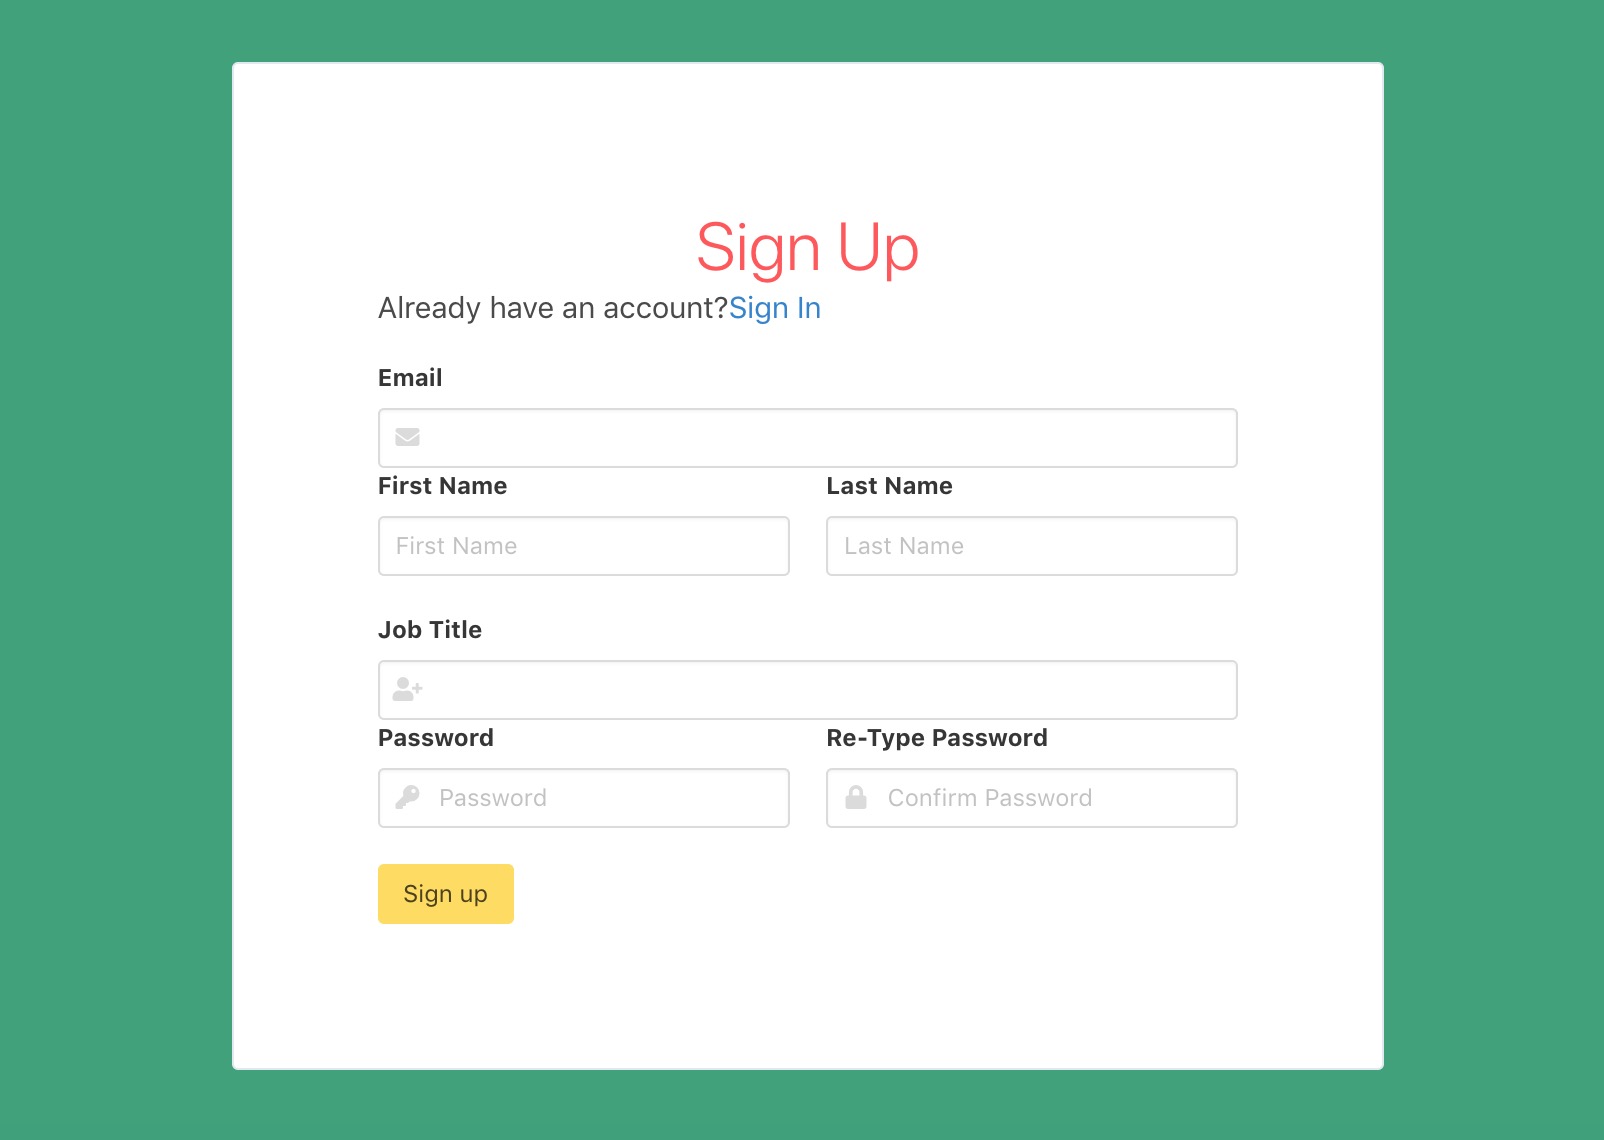 Sign Up
Already have an account?Sign In
Email
First Name Last Name
First Name Last Name
Job Title
Password Re-Type Password
Password Confirm Password
Sign up